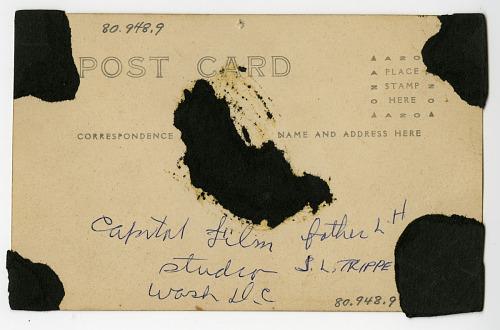 80.948.9
POST CARD
AZO
PLACE
STAMP
HERE
AZO
CORRESPONDENCE
NAME AND ADDRESS HERE
Capitol Film father L.H
Studio S.L. TRIPPE
Wash D.C
80.948.9